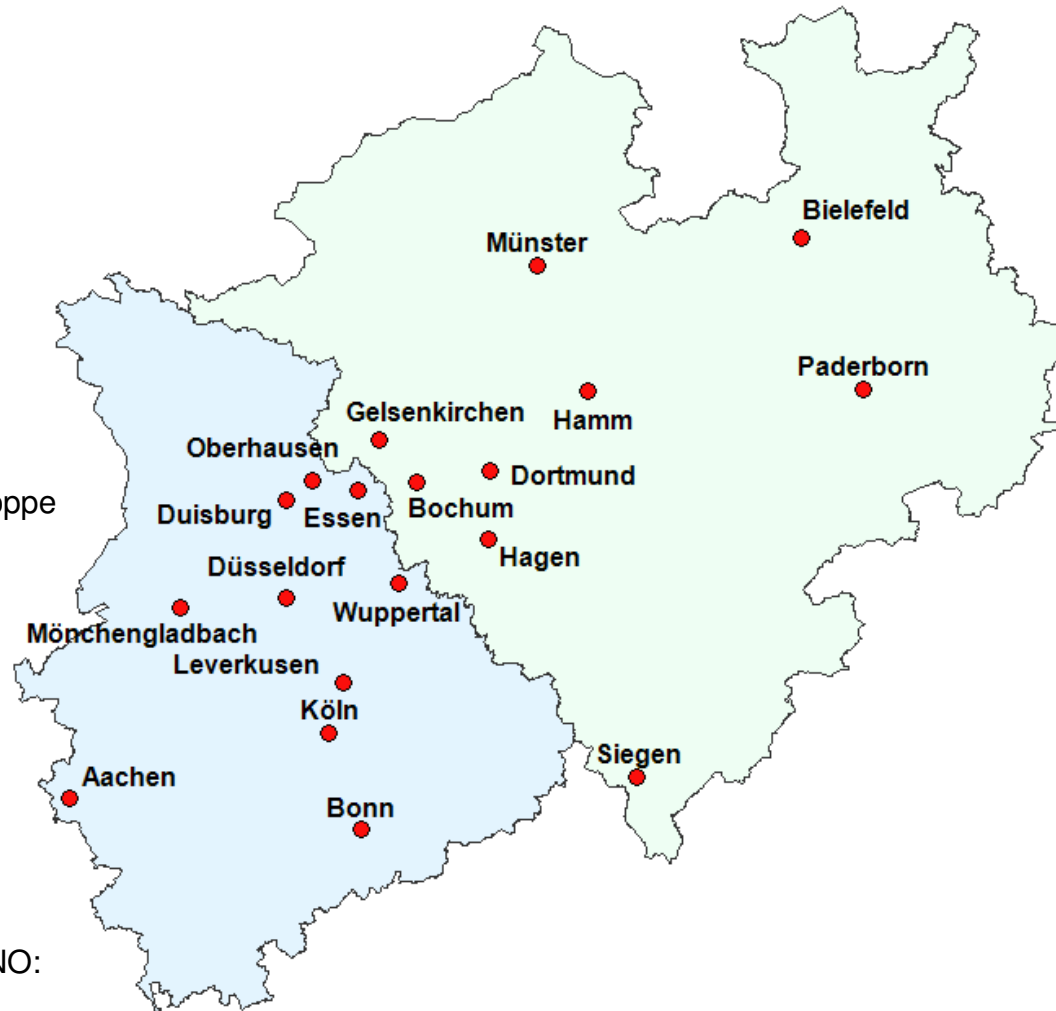 Bielefeld
Münster
Paderborn
Gelsenkirchen
Hamm
Oberhausen
Dortmund
Duisburg
Essen
Bochum
Hagen
Düsseldorf
Wuppertal
Mönchengladbach
Leverkusen
Köln
Siegen
Aachen
Bonn
NO: